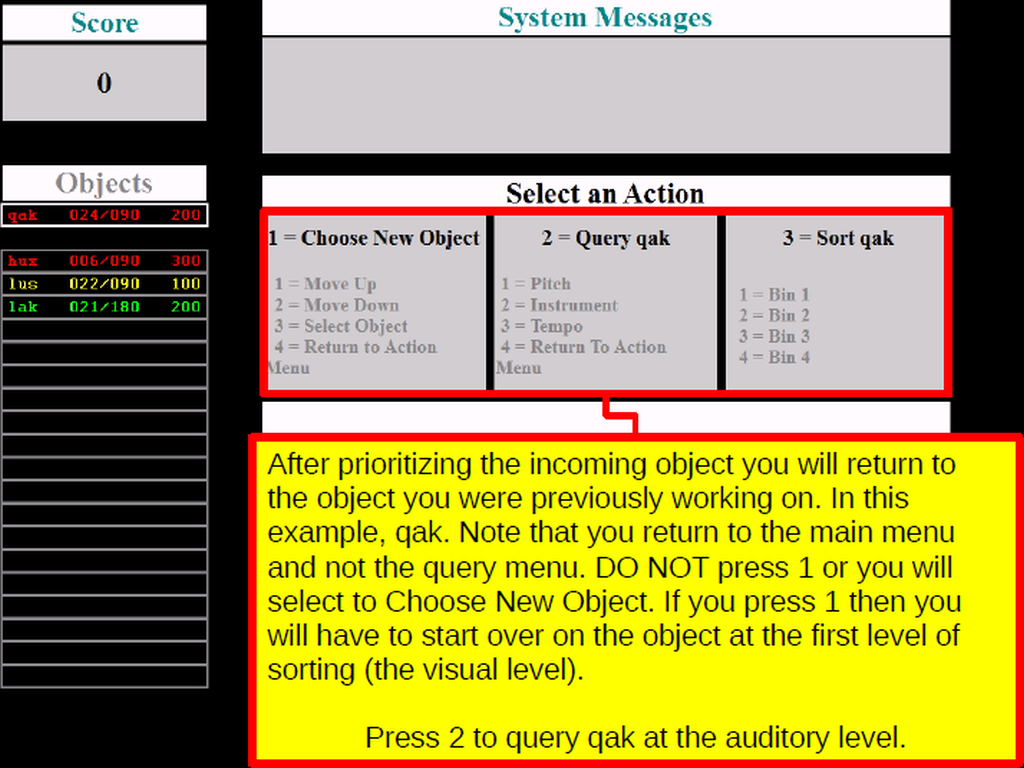 Score
0
Objects
qak 024/090 200
hux 006/090 300
lus 022/090 100
lak 021/180 200
System Messages
Select an Action
1 = Choose New Object
1 = Move Up
2 = Move Down
3 = Select Object
4 = Return to Action
Menu
2 = Query qak
1 = Pitch
2 = Instrument
3 = Tempo
4 = Return To Action
Menu
3 = Sort qak
1 = Bin 1
2 = Bin 2
3 = Bin 3
4 = Bin 4
After prioritizing the incoming object you will return to
the object you were previously working on. In this
example, qak. Note that you return to the main menu
and not the query menu. DO NOT press 1 or you will
select to Choose New Object. If you press 1 then you
will have to start over on the object at the first level of
sorting (the visual level).
Press 2 to query qak at the auditory level.